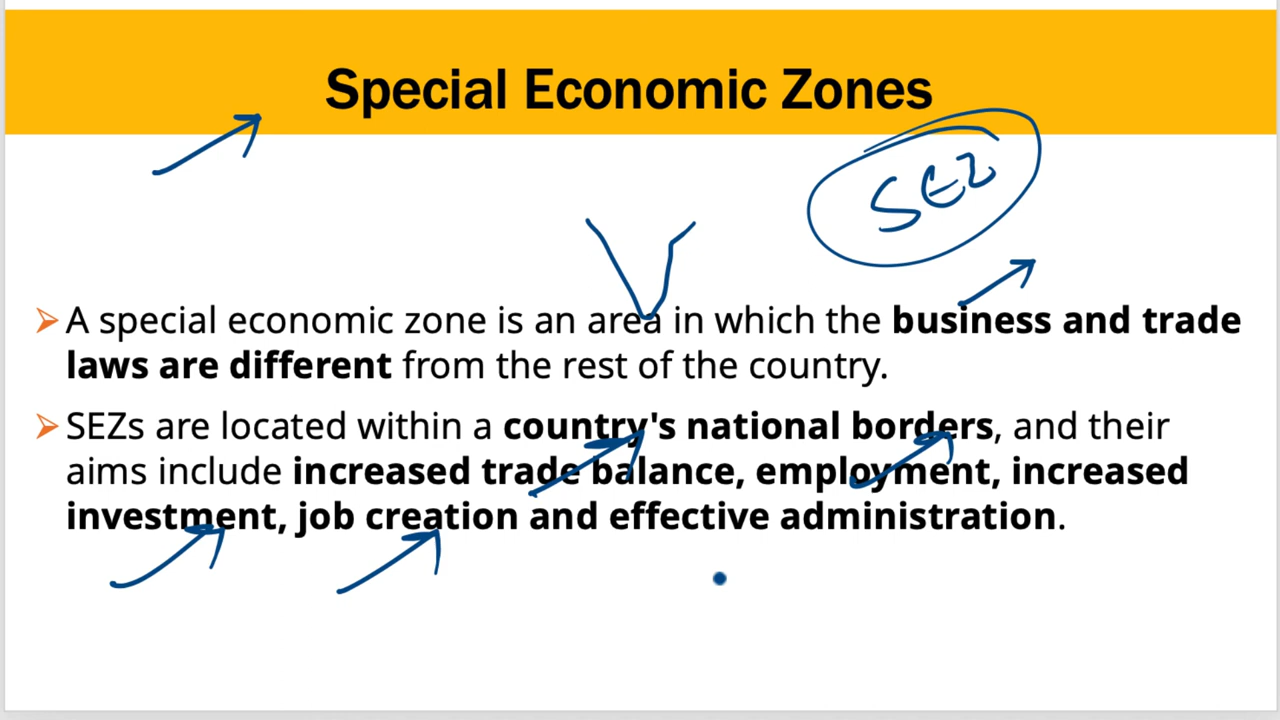 Special Economic Zones
SEZ
A special economic zone is an area in which the business and trade
laws are different from the rest of the country.
SEZs are located within a country's national borders, and their
aims include increased trade balance, employment, increased
investment, job creation and effective administration.